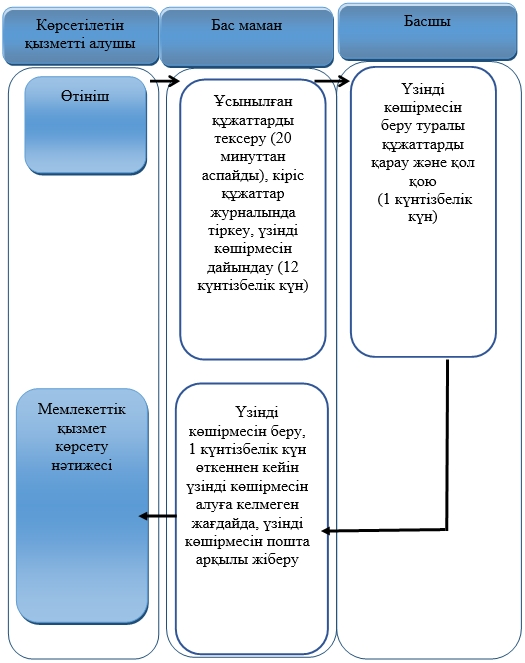 Көрсетілетін
қызметті алушы
Бас маман
Басшы
Өтініш
Ұсынылған
құжаттарды
тексеру (20
минуттан
аспайды), кіріс
құжаттар
журналында
тіркеу, үзінді
көшірмесін
дайындау (12
күнтізбелік күн)
Үзінді
көшірмесін
беру туралы
құжаттарды
қарау және қол
қою
(1 күнтізбелік
күн)
Мемлекеттік
қызмет
көрсету
нәтижесі
Үзінді
көшірмесін беру,
1 күнтізбелік күн
өткеннен кейін
үзінді көшірмесін
алуға келмеген
жағдайда, үзінді
көшірмесін пошта
арқылы жіберу